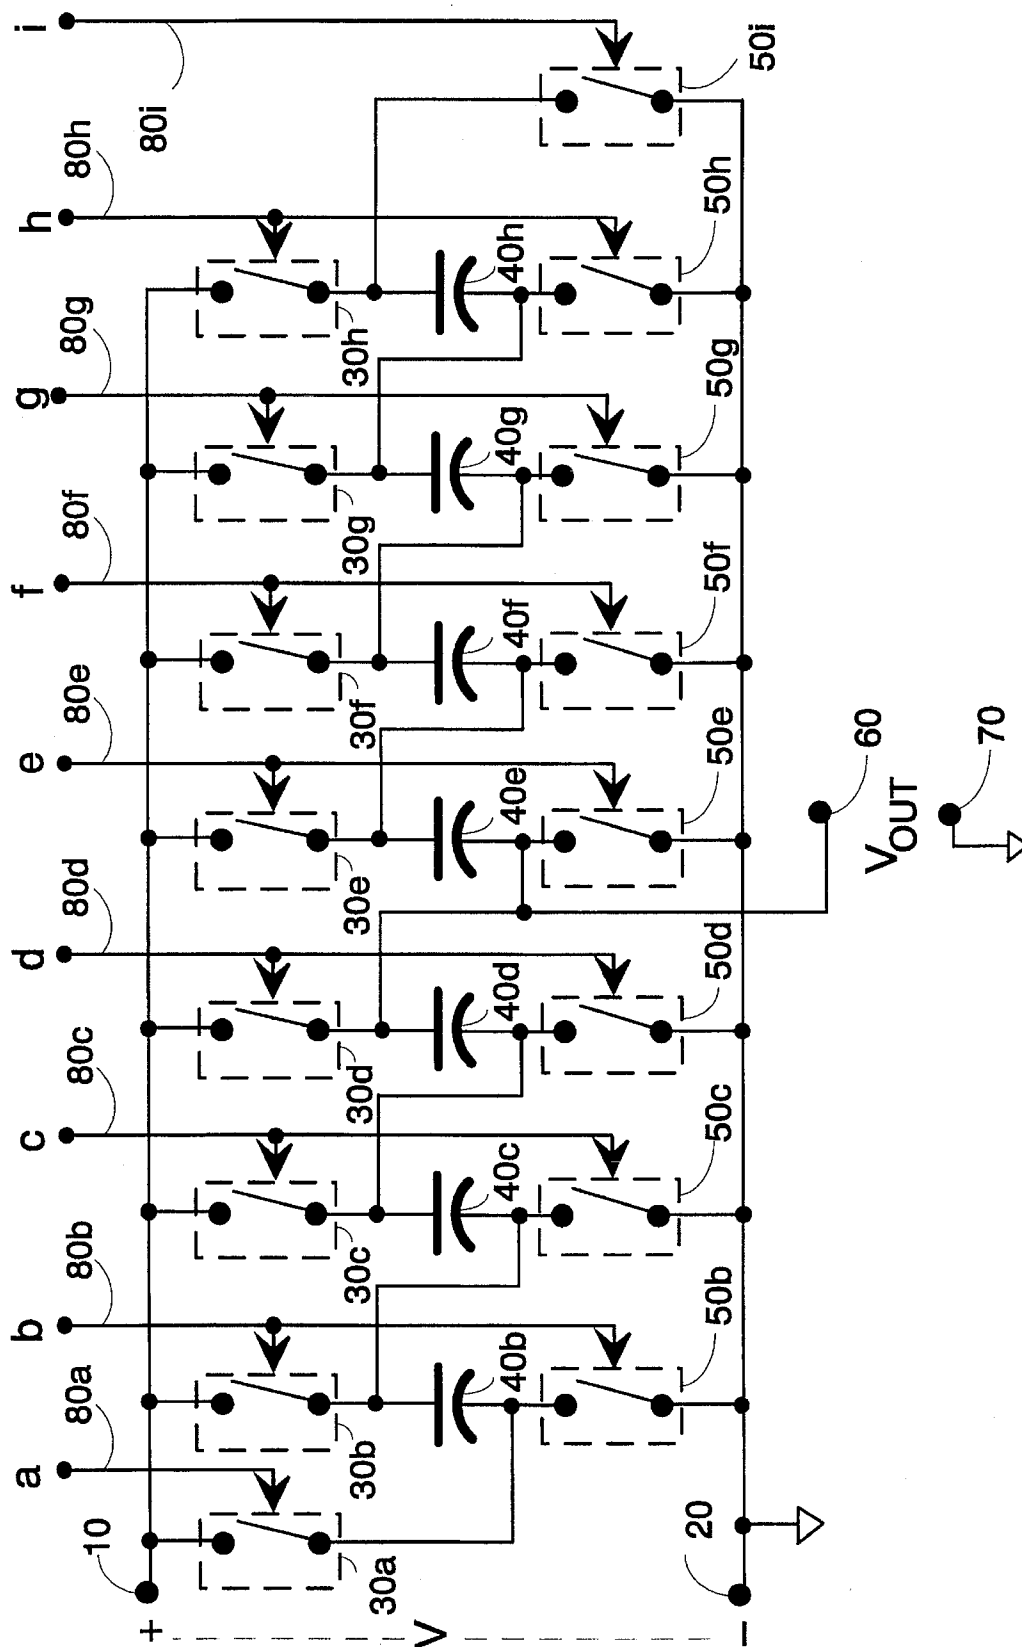 a b c d e f g h i
80a 80b 80c 80d 80e 80f 80g 80h 80i
10
+
30a 30b 30c 30d 30e 30f 30g 30h
V
40b 40c 40d 40e 40f 40g 40h
20
−
50b 50c 50d 50e 50f 50g 50h 50i
60
VOUT
70